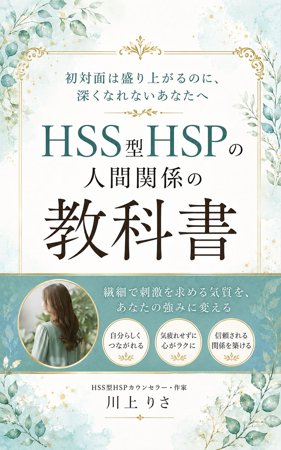 初対面は盛り上がるのに、
深くなれないあなたへ
HSS型HSPの
人間関係の
教科書
繊細で刺激を求める気質を、
あなたの強みに変える
自分らしく
つながれる
気疲れせずに
心がラクに
信頼される
関係を築ける
HSS型HSPカウンセラー・作家
川上りさ